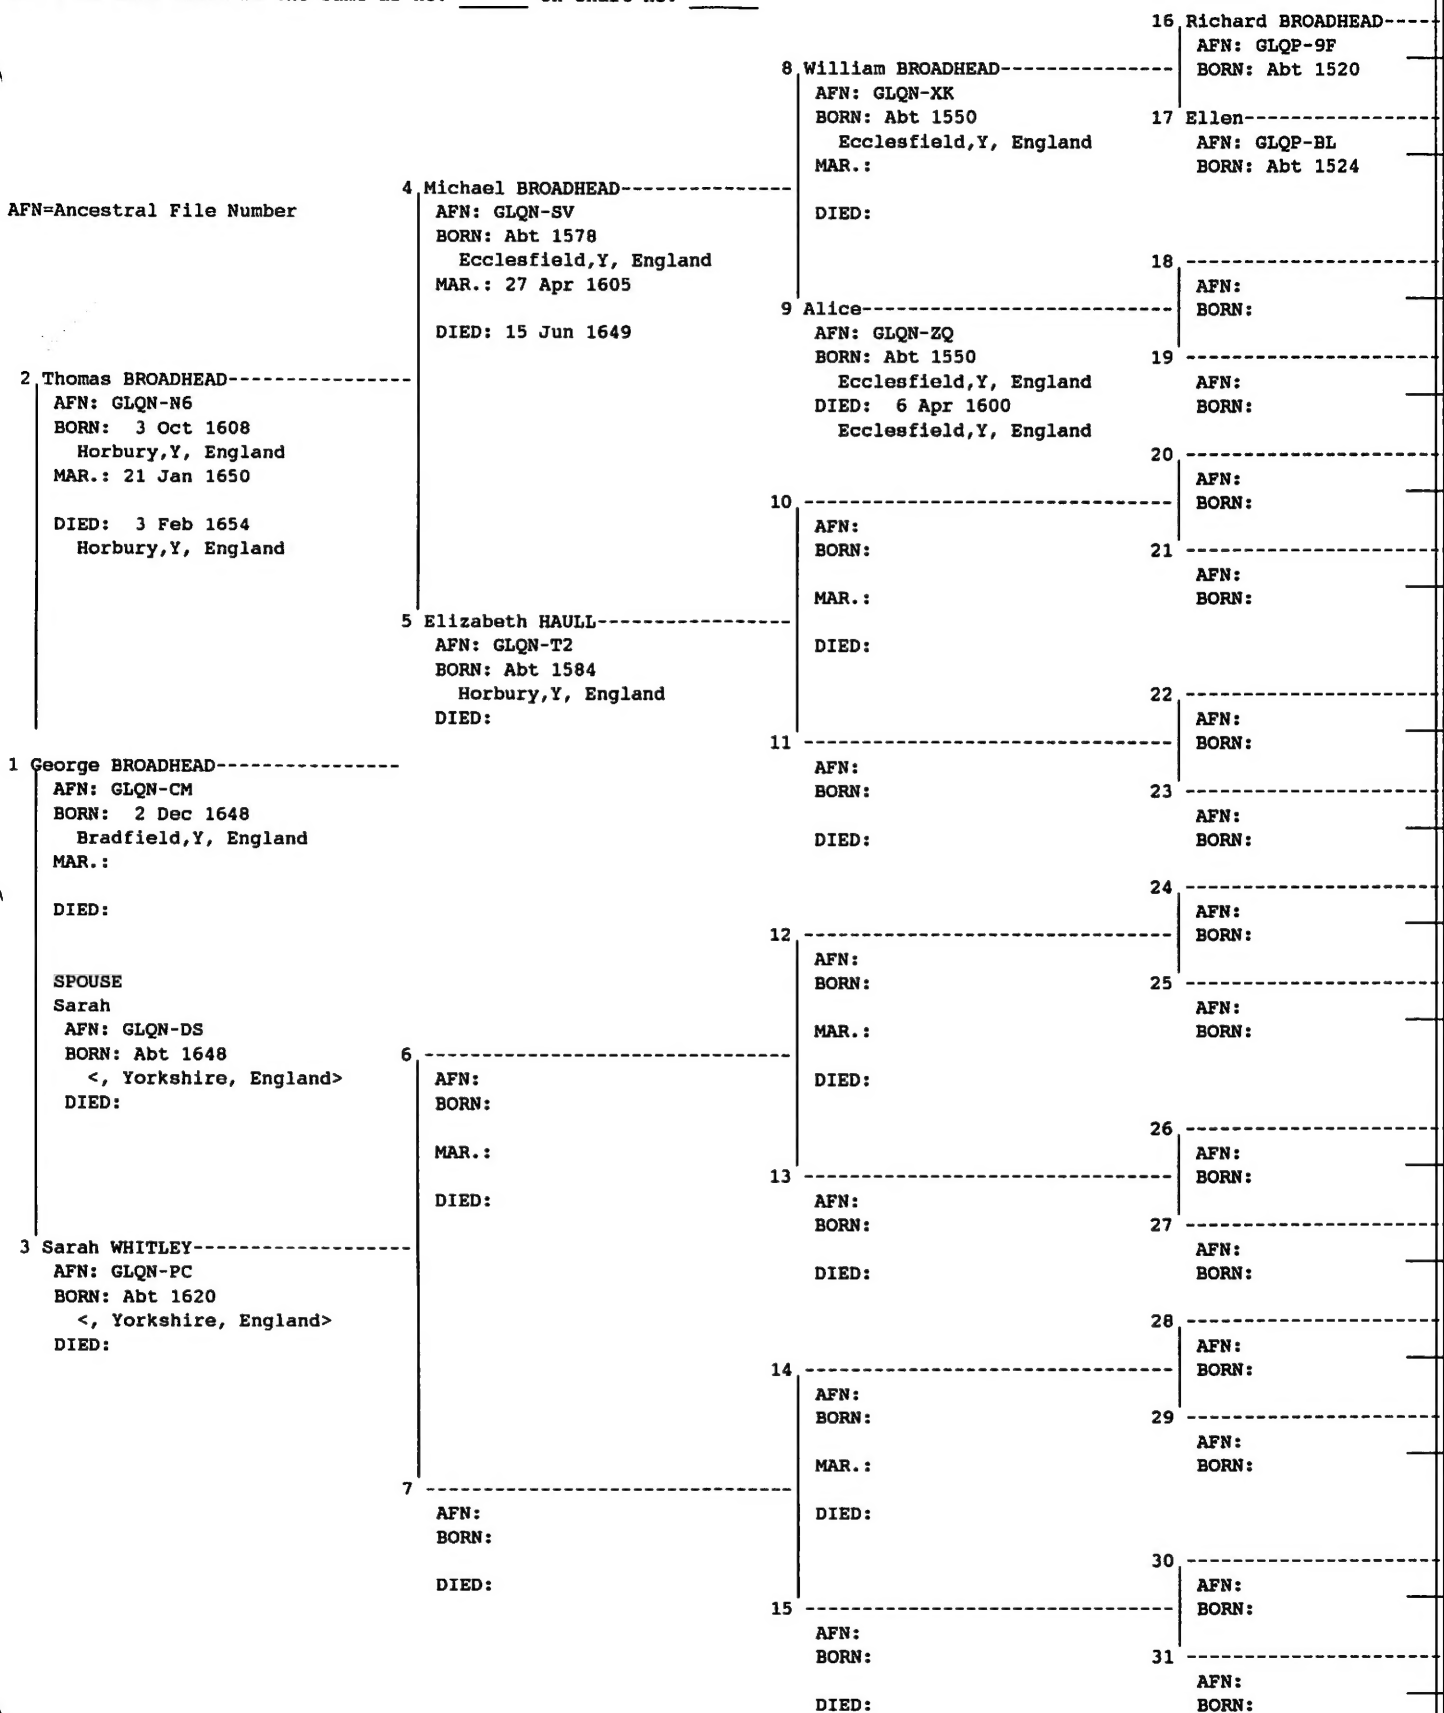 16 Richard BROADHEAD-----
AFN: GLQP-9F
BORN: Abt 1520
8 William BROADHEAD---------------
AFN: GLQN-XK
BORN: Abt 1550
Ecclesfield,Y, England
MAR.:
DIED:
17 Ellen-----------------
AFN: GLQP-BL
BORN: Abt 1524
4 Michael BROADHEAD---------------
AFN: GLQN-SV
BORN: Abt 1578
Ecclesfield,Y, England
MAR.: 27 Apr 1605
DIED: 15 Jun 1649
AFN=Ancestral File Number
18 ----------------------
AFN:
BORN:
9 Alice---------------------------
AFN: GLQN-ZQ
BORN: Abt 1550
Ecclesfield,Y, England
DIED:  6 Apr 1600
Ecclesfield,Y, England
19 ----------------------
AFN:
BORN:
2 Thomas BROADHEAD----------------
AFN: GLQN-N6
BORN:  3 Oct 1608
Horbury,Y, England
MAR.: 21 Jan 1650
DIED:  3 Feb 1654
Horbury,Y, England
20 ----------------------
AFN:
BORN:
10 --------------------------------
AFN:
BORN:
MAR.:
DIED:
21 ----------------------
AFN:
BORN:
5 Elizabeth HAULL-----------------
AFN: GLQN-T2
BORN: Abt 1584
Horbury,Y, England
DIED:
22 ----------------------
AFN:
BORN:
11 --------------------------------
AFN:
BORN:
DIED:
23 ----------------------
AFN:
BORN:
1 George BROADHEAD----------------
AFN: GLQN-CM
BORN:  2 Dec 1648
Bradfield,Y, England
MAR.:
DIED:
SPOUSE
Sarah
AFN: GLQN-DS
BORN: Abt 1648
<, Yorkshire, England>
DIED:
24 ----------------------
AFN:
BORN:
12 --------------------------------
AFN:
BORN:
MAR.:
DIED:
25 ----------------------
AFN:
BORN:
6 --------------------------------
AFN:
BORN:
MAR.:
DIED:
26 ----------------------
AFN:
BORN:
13 --------------------------------
AFN:
BORN:
DIED:
27 ----------------------
AFN:
BORN:
3 Sarah WHITLEY-------------------
AFN: GLQN-PC
BORN: Abt 1620
<, Yorkshire, England>
DIED:
28 ----------------------
AFN:
BORN:
14 --------------------------------
AFN:
BORN:
MAR.:
DIED:
29 ----------------------
AFN:
BORN:
7 --------------------------------
AFN:
BORN:
DIED:
30 ----------------------
AFN:
BORN:
15 --------------------------------
AFN:
BORN:
DIED:
31 ----------------------
AFN:
BORN: